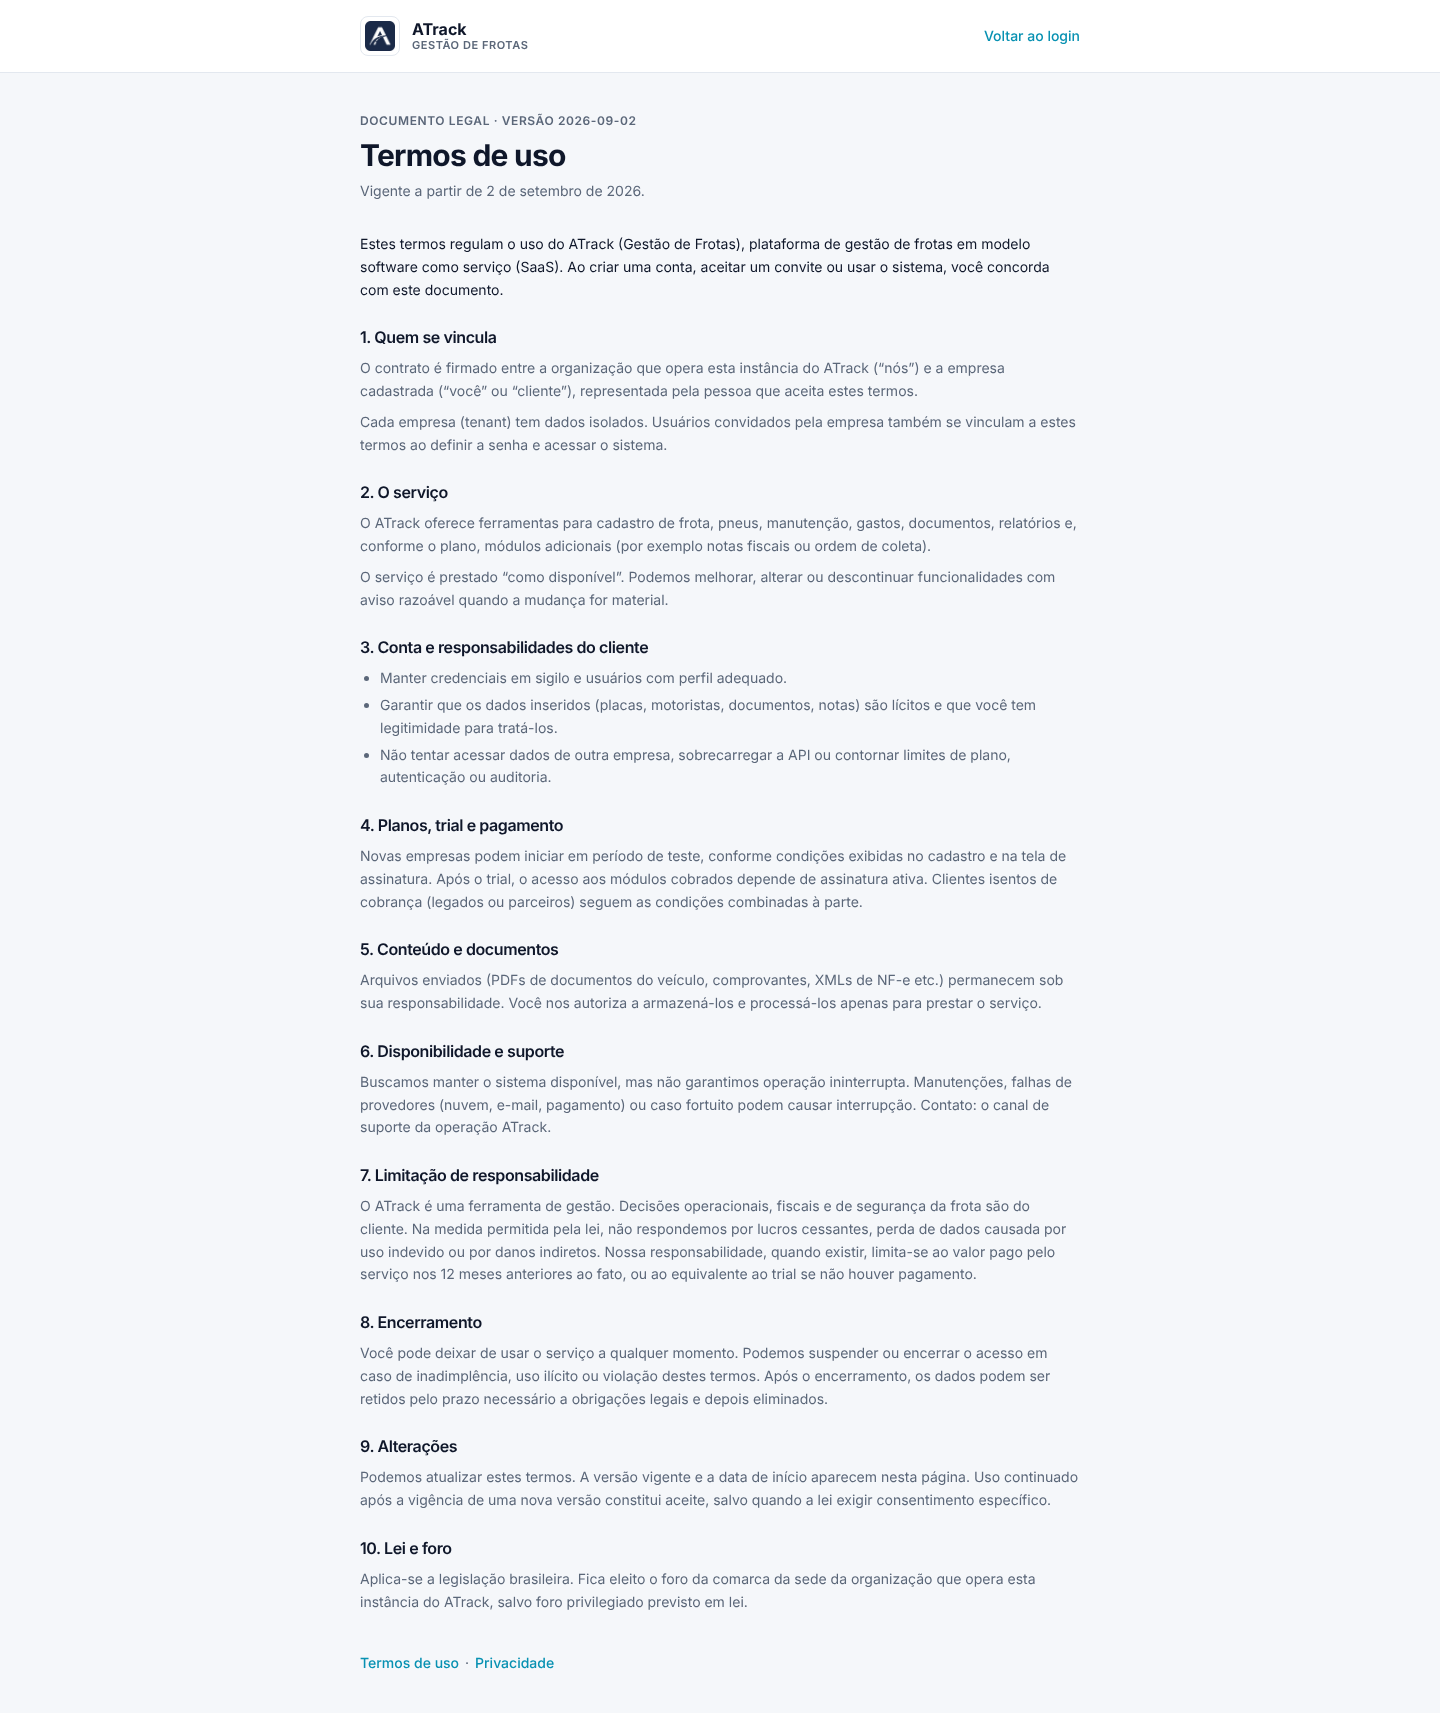 ATrack
GESTÃO DE FROTAS
Voltar ao login
DOCUMENTO LEGAL · VERSÃO 2026-09-02
Termos de uso
Vigente a partir de 2 de setembro de 2026.
Estes termos regulam o uso do ATrack (Gestão de Frotas), plataforma de gestão de frotas em modelo
software como serviço (SaaS). Ao criar uma conta, aceitar um convite ou usar o sistema, você concorda
com este documento.
1. Quem se vincula
O contrato é firmado entre a organização que opera esta instância do ATrack (“nós”) e a empresa
cadastrada (“você” ou “cliente”), representada pela pessoa que aceita estes termos.
Cada empresa (tenant) tem dados isolados. Usuários convidados pela empresa também se vinculam a estes
termos ao definir a senha e acessar o sistema.
2. O serviço
O ATrack oferece ferramentas para cadastro de frota, pneus, manutenção, gastos, documentos, relatórios e,
conforme o plano, módulos adicionais (por exemplo notas fiscais ou ordem de coleta).
O serviço é prestado “como disponível”. Podemos melhorar, alterar ou descontinuar funcionalidades com
aviso razoável quando a mudança for material.
3. Conta e responsabilidades do cliente
• Manter credenciais em sigilo e usuários com perfil adequado.
• Garantir que os dados inseridos (placas, motoristas, documentos, notas) são lícitos e que você tem
legitimidade para tratá-los.
• Não tentar acessar dados de outra empresa, sobrecarregar a API ou contornar limites de plano,
autenticação ou auditoria.
4. Planos, trial e pagamento
Novas empresas podem iniciar em período de teste, conforme condições exibidas no cadastro e na tela de
assinatura. Após o trial, o acesso aos módulos cobrados depende de assinatura ativa. Clientes isentos de
cobrança (legados ou parceiros) seguem as condições combinadas à parte.
5. Conteúdo e documentos
Arquivos enviados (PDFs de documentos do veículo, comprovantes, XMLs de NF-e etc.) permanecem sob
sua responsabilidade. Você nos autoriza a armazená-los e processá-los apenas para prestar o serviço.
6. Disponibilidade e suporte
Buscamos manter o sistema disponível, mas não garantimos operação ininterrupta. Manutenções, falhas de
provedores (nuvem, e-mail, pagamento) ou caso fortuito podem causar interrupção. Contato: o canal de
suporte da operação ATrack.
7. Limitação de responsabilidade
O ATrack é uma ferramenta de gestão. Decisões operacionais, fiscais e de segurança da frota são do
cliente. Na medida permitida pela lei, não respondemos por lucros cessantes, perda de dados causada por
uso indevido ou por danos indiretos. Nossa responsabilidade, quando existir, limita-se ao valor pago pelo
serviço nos 12 meses anteriores ao fato, ou ao equivalente ao trial se não houver pagamento.
8. Encerramento
Você pode deixar de usar o serviço a qualquer momento. Podemos suspender ou encerrar o acesso em
caso de inadimplência, uso ilícito ou violação destes termos. Após o encerramento, os dados podem ser
retidos pelo prazo necessário a obrigações legais e depois eliminados.
9. Alterações
Podemos atualizar estes termos. A versão vigente e a data de início aparecem nesta página. Uso continuado
após a vigência de uma nova versão constitui aceite, salvo quando a lei exigir consentimento específico.
10. Lei e foro
Aplica-se a legislação brasileira. Fica eleito o foro da comarca da sede da organização que opera esta
instância do ATrack, salvo foro privilegiado previsto em lei.
Termos de uso · Privacidade